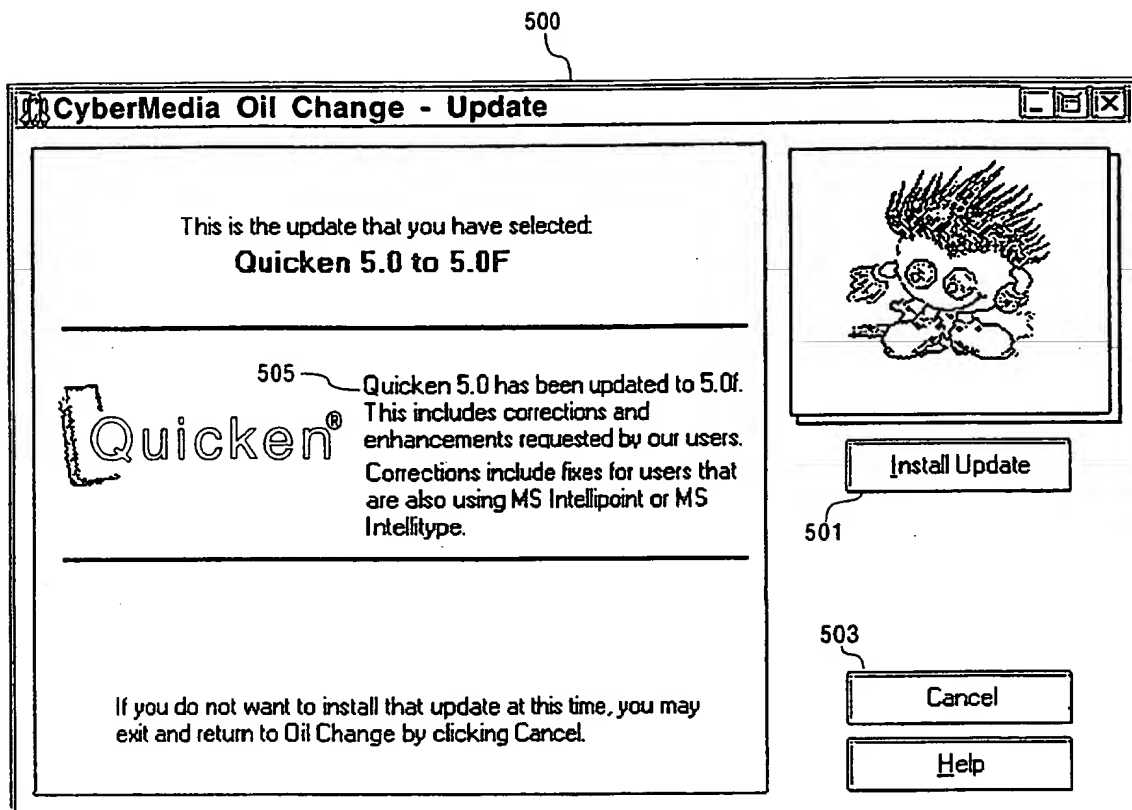 500
CyberMedia Oil Change - Update
This is the update that you have selected:
Quicken 5.0 to 5.0F
505
Quicken®
Quicken 5.0 has been updated to 5.0f.
This includes corrections and
enhancements requested by our users.
Corrections include fixes for users that
are also using MS Intellipoint or MS
Intellitype.
If you do not want to install that update at this time, you may
exit and return to Oil Change by clicking Cancel.
Install Update
501
503
Cancel
Help